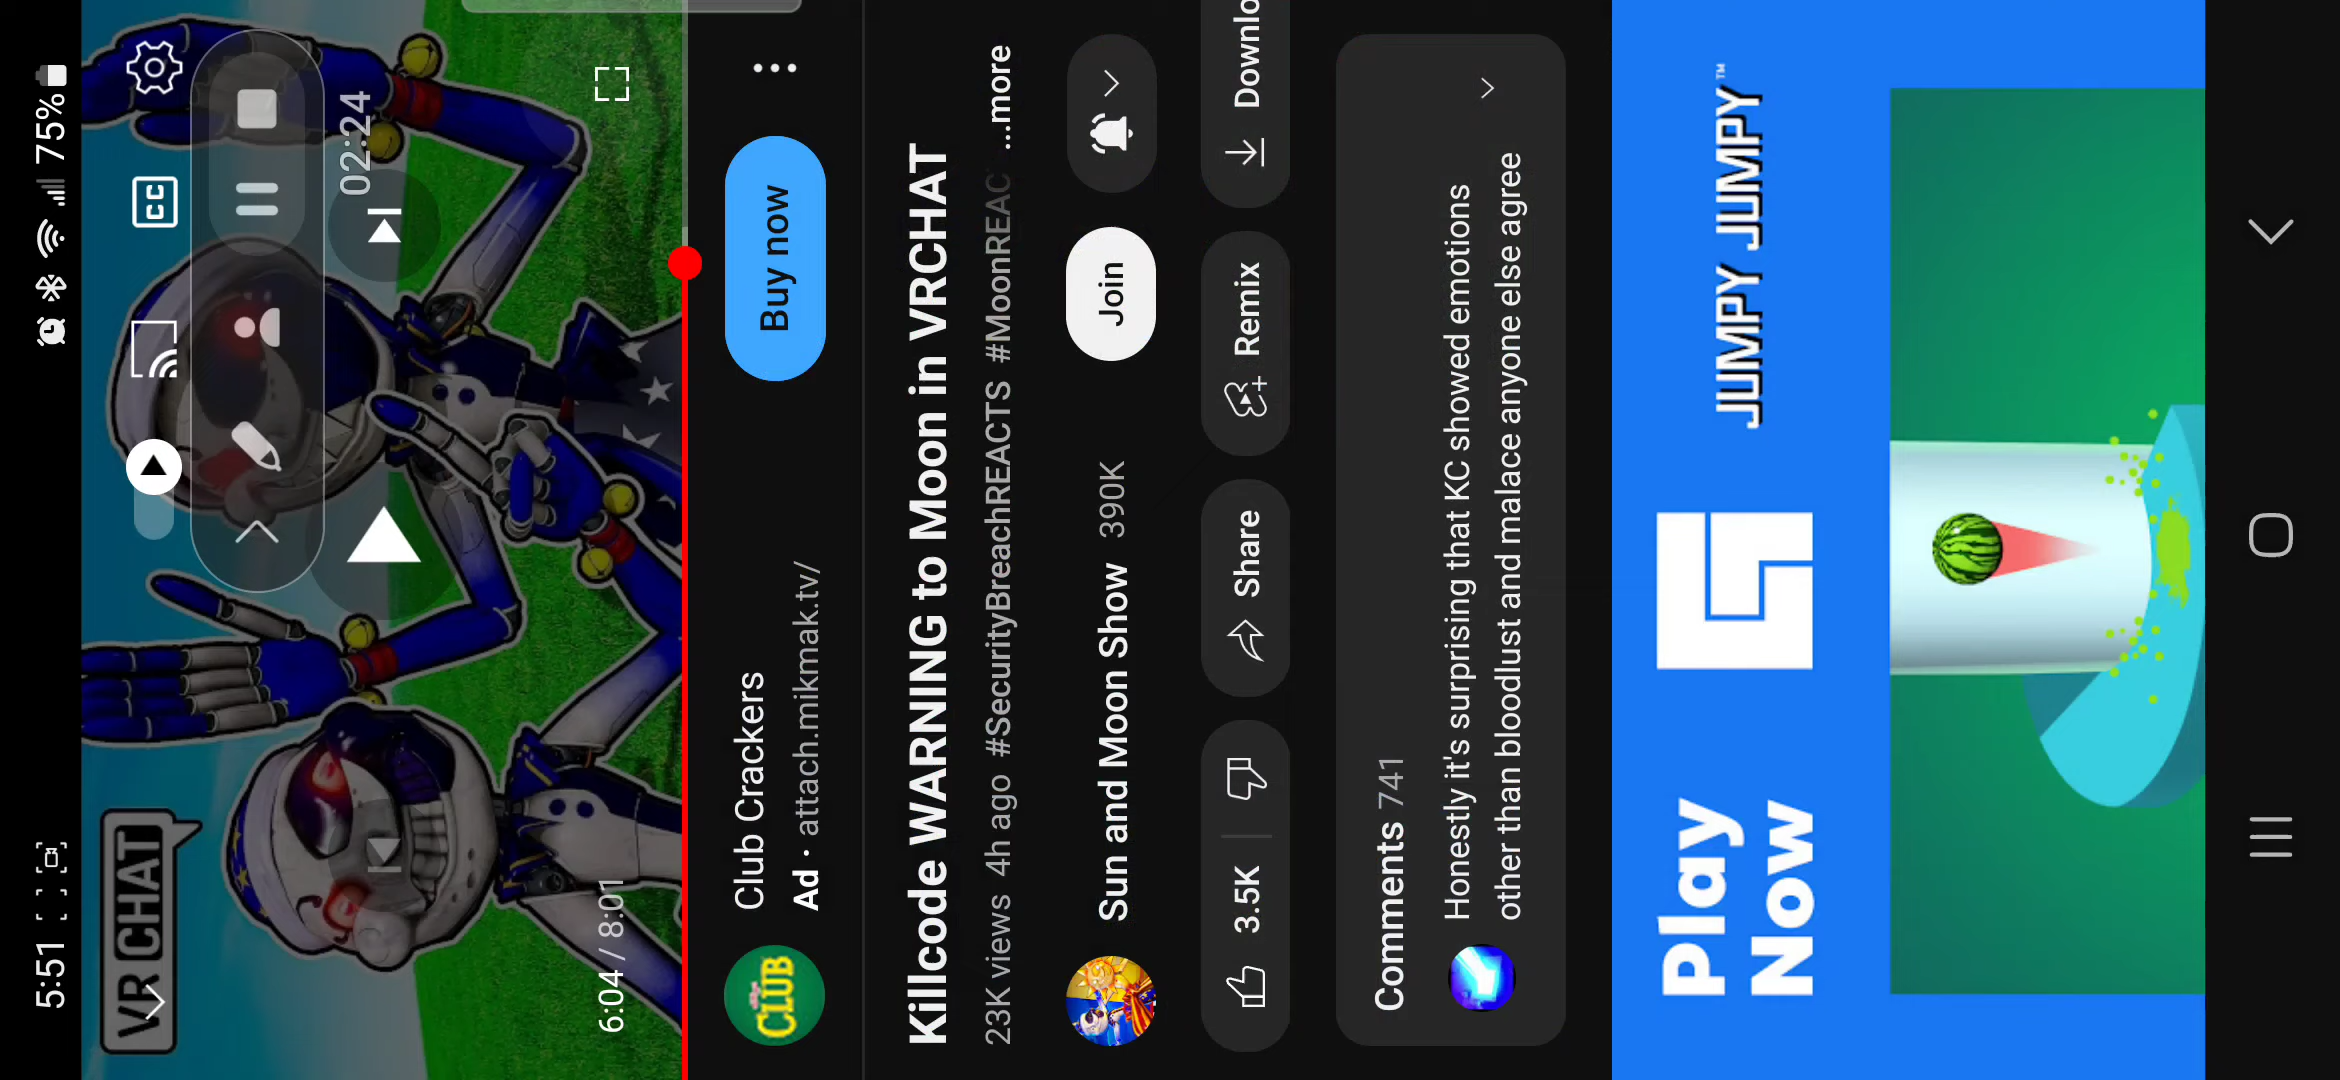 5:51
75%
VR CHAT
CC
02:24
6:04 / 8:01
CLUB
Club Crackers
Ad · attach.mikmak.tv/
Buy now
Killcode WARNING to Moon in VRCHAT
23K views 4h ago #SecurityBreachREACTS #MoonREAC ...more
Sun and Moon Show 390K
Join
3.5K
Share
Remix
Downlo
Comments 741
Honestly it's surprising that KC showed emotions
other than bloodlust and malace anyone else agree
Play
Now
JUMPY JUMPY™